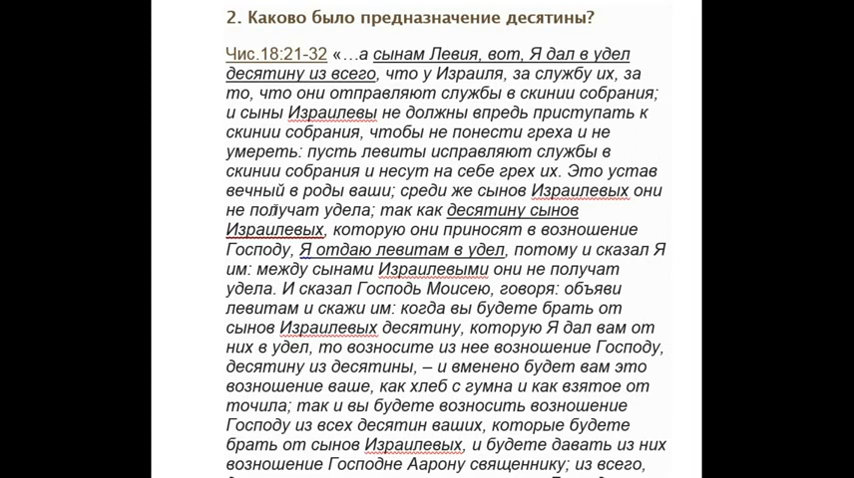 2. Каково было предназначение десятины?
Чис.18:21-32 «…а сынам Левия, вот, Я дал в удел
десятину из всего, что у Израиля, за службу их, за
то, что они отправляют службы в скинии собрания;
и сыны Израилевы не должны впредь приступать к
скинии собрания, чтобы не понести греха и не
умереть: пусть левиты исправляют службы в
скинии собрания и несут на себе грех их. Это устав
вечный в роды ваши; среди же сынов Израилевых они
не получат удела; так как десятину сынов
Израилевых, которую они приносят в возношение
Господу, Я отдаю левитам в удел, потому и сказал Я
им: между сынами Израилевыми они не получат
удела. И сказал Господь Моисею, говоря: объяви
левитам и скажи им: когда вы будете брать от
сынов Израилевых десятину, которую Я дал вам от
них в удел, то возносите из нее возношение Господу,
десятину из десятины, – и вменено будет вам это
возношение ваше, как хлеб с гумна и как взятое от
точила; так и вы будете возносить возношение
Господу из всех десятин ваших, которые будете
брать от сынов Израилевых, и будете давать из них
возношение Господне Аарону священнику; из всего,